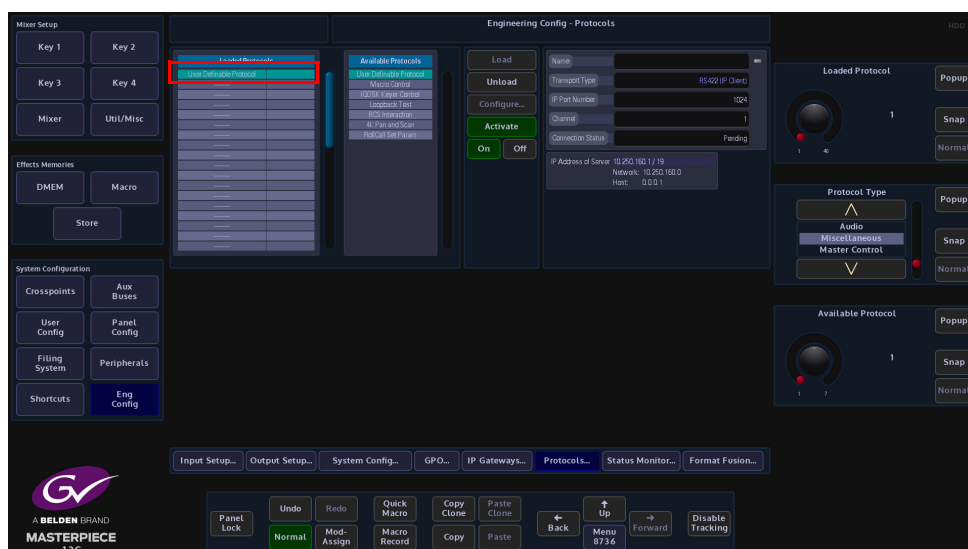 Mixer Setup
Key 1
Key 2
Key 3
Key 4
Mixer
Util/Misc
Effects Memories
DMEM
Macro
Store
System Configuration
Crosspoints
Aux
Buses
User
Config
Panel
Config
Filing
System
Peripherals
Shortcuts
Eng
Config
A BELDEN BRAND
MASTERPIECE
Engineering Config - Protocols
HDD
Loaded Protocols
User Definable Protocol
Available Protocols
User Definable Protocol
Macro Control
IQDSK Keyer Control
Loopback Test
RCS Interaction
4K Pan and Scan
RollCall Set Param
Load
Unload
Configure...
Activate
On
Off
Name
Transport Type
RS422 (IP Client)
IP Port Number
1024
Channel
1
Connection Status
Pending
IP Address of Server 10.250.160.1 / 19
Network: 10.250.160.0
Host: 0.0.0.1
Loaded Protocol
1
1
40
Popup
Snap
Normal
Protocol Type
Audio
Miscellaneous
Master Control
Popup
Snap
Normal
Available Protocol
1
1
7
Popup
Snap
Normal
Input Setup...
Output Setup...
System Config...
GPO...
IP Gateways...
Protocols...
Status Monitor...
Format Fusion...
Panel
Lock
Undo
Redo
Quick
Macro
Copy
Clone
Paste
Clone
Normal
Mod-
Assign
Macro
Record
Copy
Paste
Back
Up
Menu
8736
Forward
Disable
Tracking